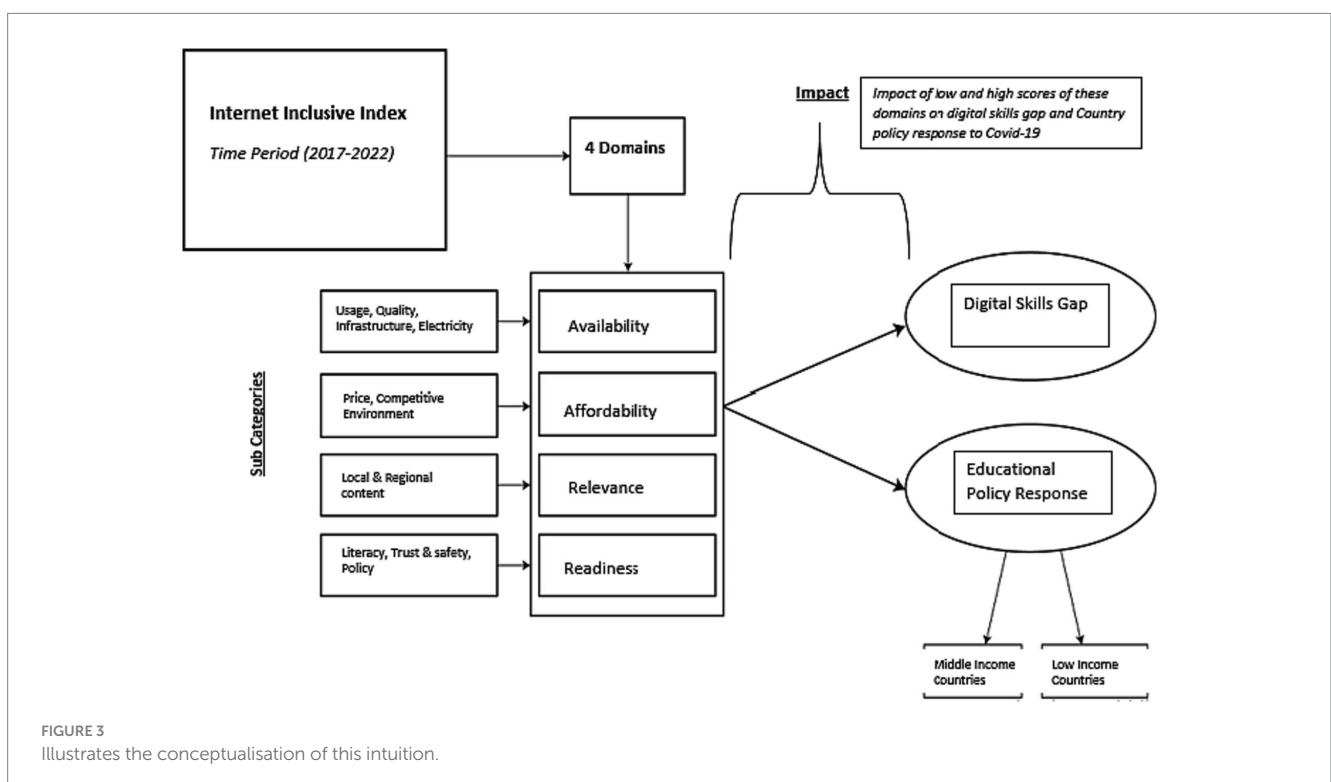 Internet Inclusive Index
Time Period (2017-2022)
4 Domains
Impact
Impact of low and high scores of these
domains on digital skills gap and Country
policy response to Covid-19
Sub Categories
Usage, Quality,
Infrastructure, Electricity
Availability
Price, Competitive
Environment
Affordability
Local & Regional
content
Relevance
Literacy, Trust & safety,
Policy
Readiness
Digital Skills Gap
Educational
Policy Response
Middle Income
Countries
Low Income
Countries
FIGURE 3
Illustrates the conceptualisation of this intuition.